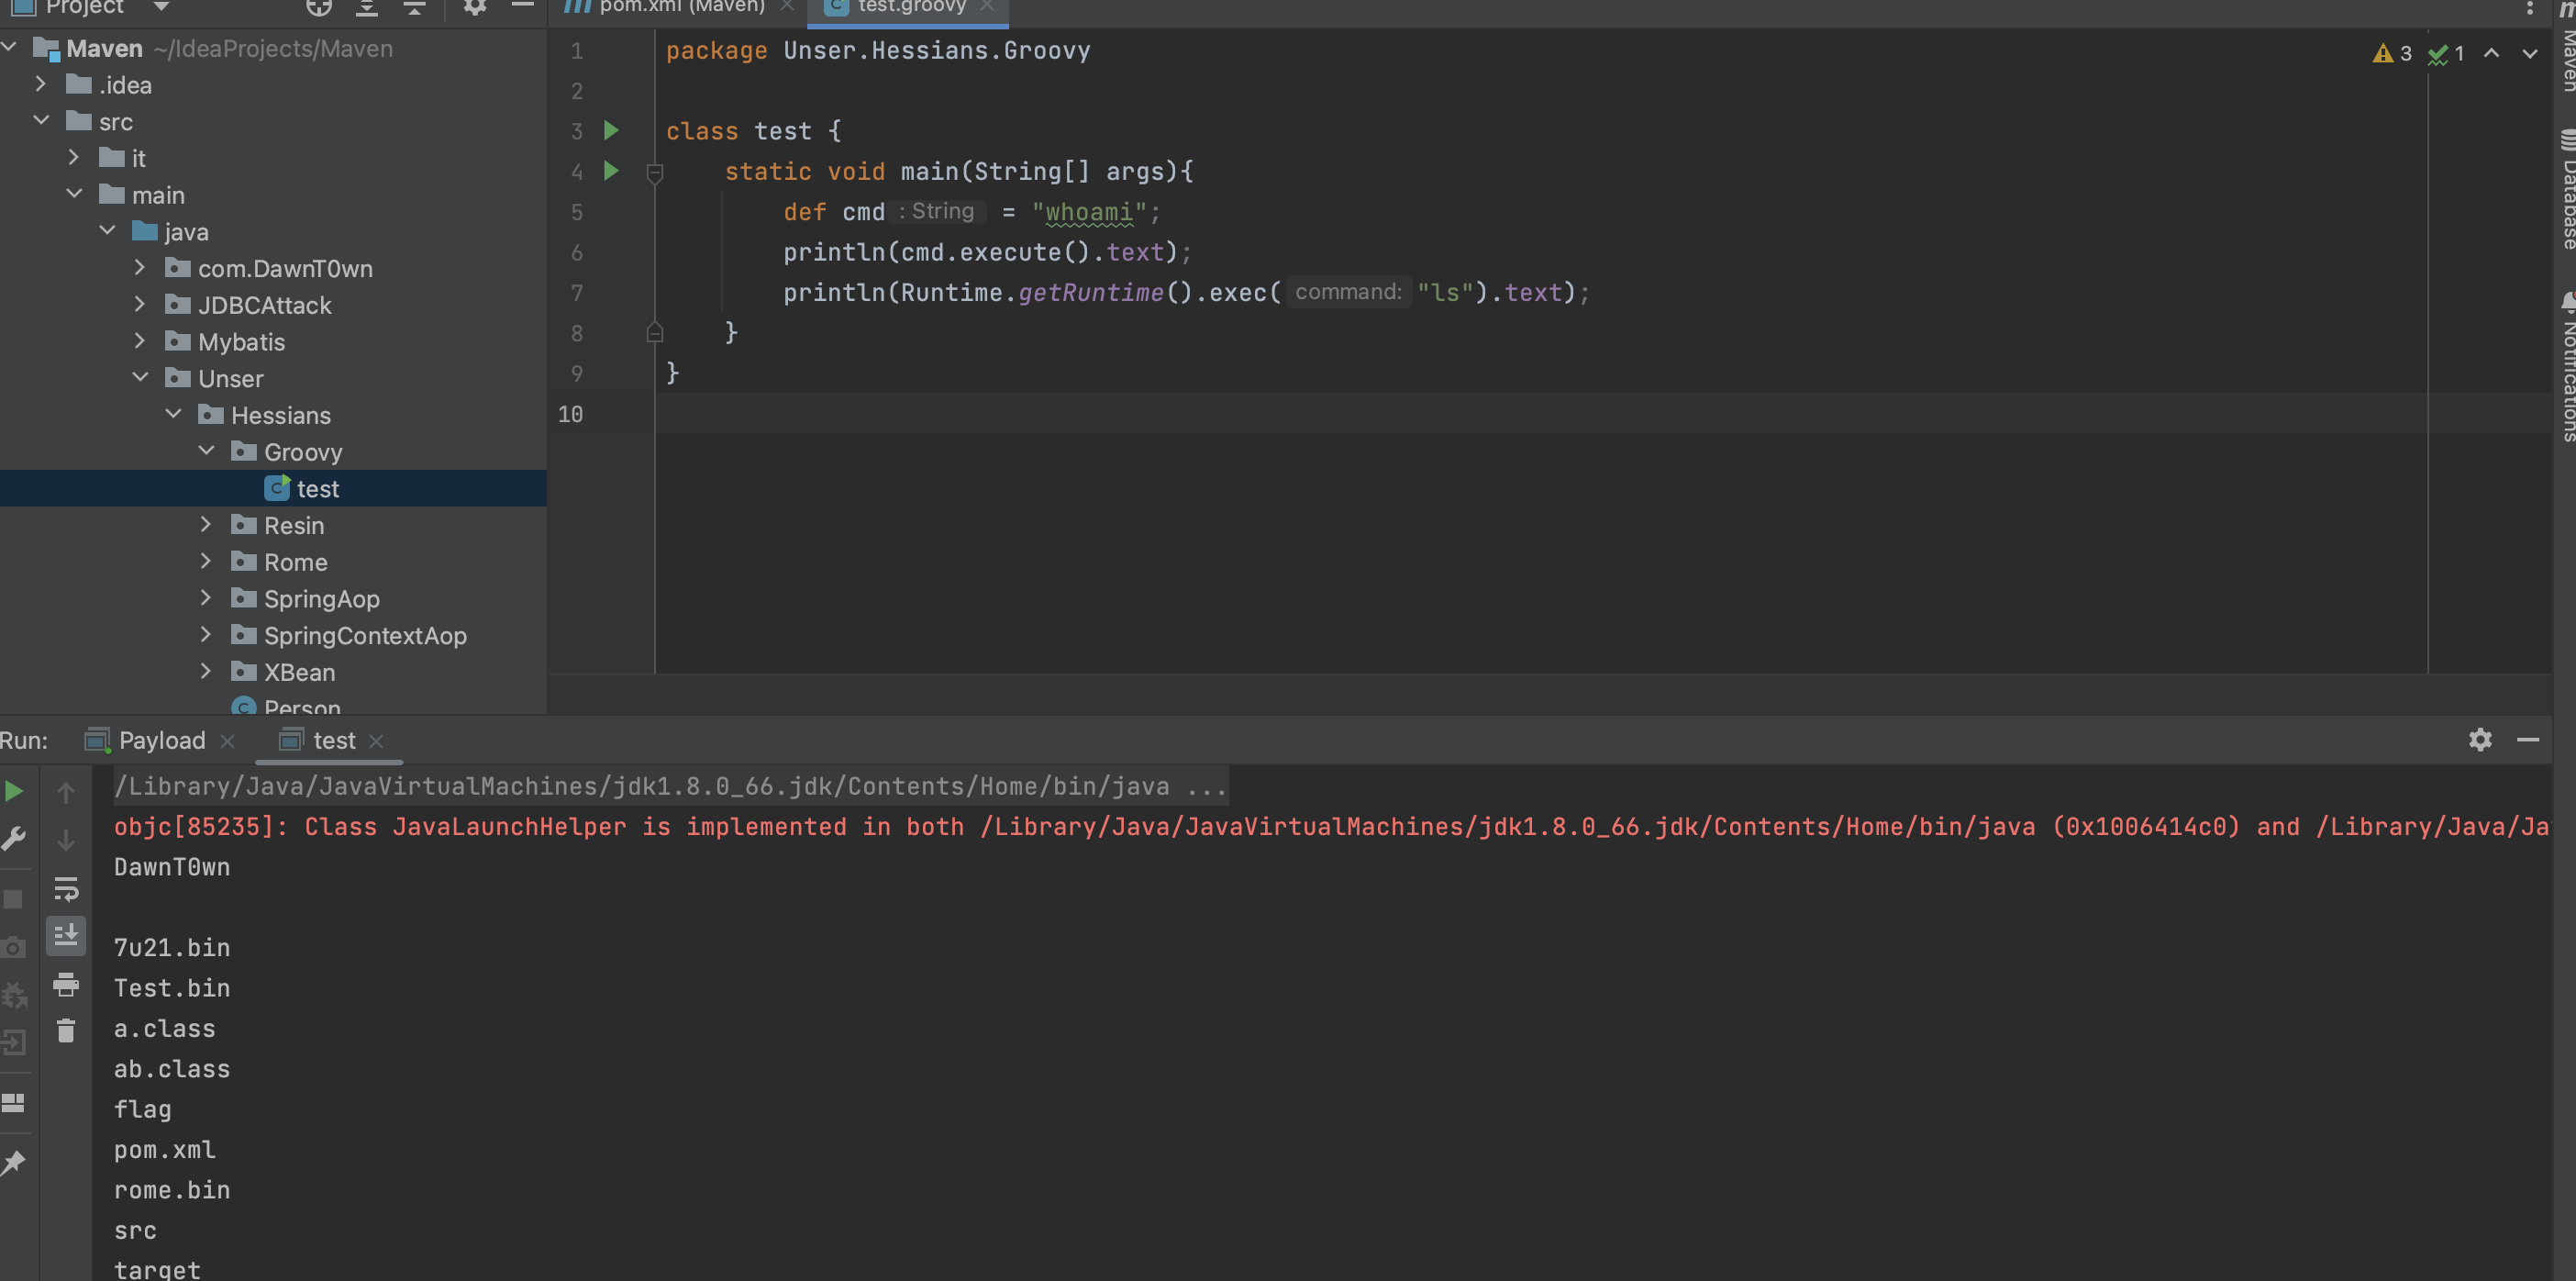 Project
pom.xml (Maven)
test.groovy
Maven ~/IdeaProjects/Maven
.idea
src
it
main
java
com.DawnT0wn
JDBCAttack
Mybatis
Unser
Hessians
Groovy
test
Resin
Rome
SpringAop
SpringContextAop
XBean
Person
1 package Unser.Hessians.Groovy
2
3 class test {
4 static void main(String[] args){
5 def cmd : String = "whoami";
6 println(cmd.execute().text);
7 println(Runtime.getRuntime().exec( command: "ls").text);
8 }
9 }
10
3 1
Maven
Database
Notifications
Run: Payload test
/Library/Java/JavaVirtualMachines/jdk1.8.0_66.jdk/Contents/Home/bin/java ...
objc[85235]: Class JavaLaunchHelper is implemented in both /Library/Java/JavaVirtualMachines/jdk1.8.0_66.jdk/Contents/Home/bin/java (0x1006414c0) and /Library/Java/Ja
DawnT0wn
7u21.bin
Test.bin
a.class
ab.class
flag
pom.xml
rome.bin
src
target